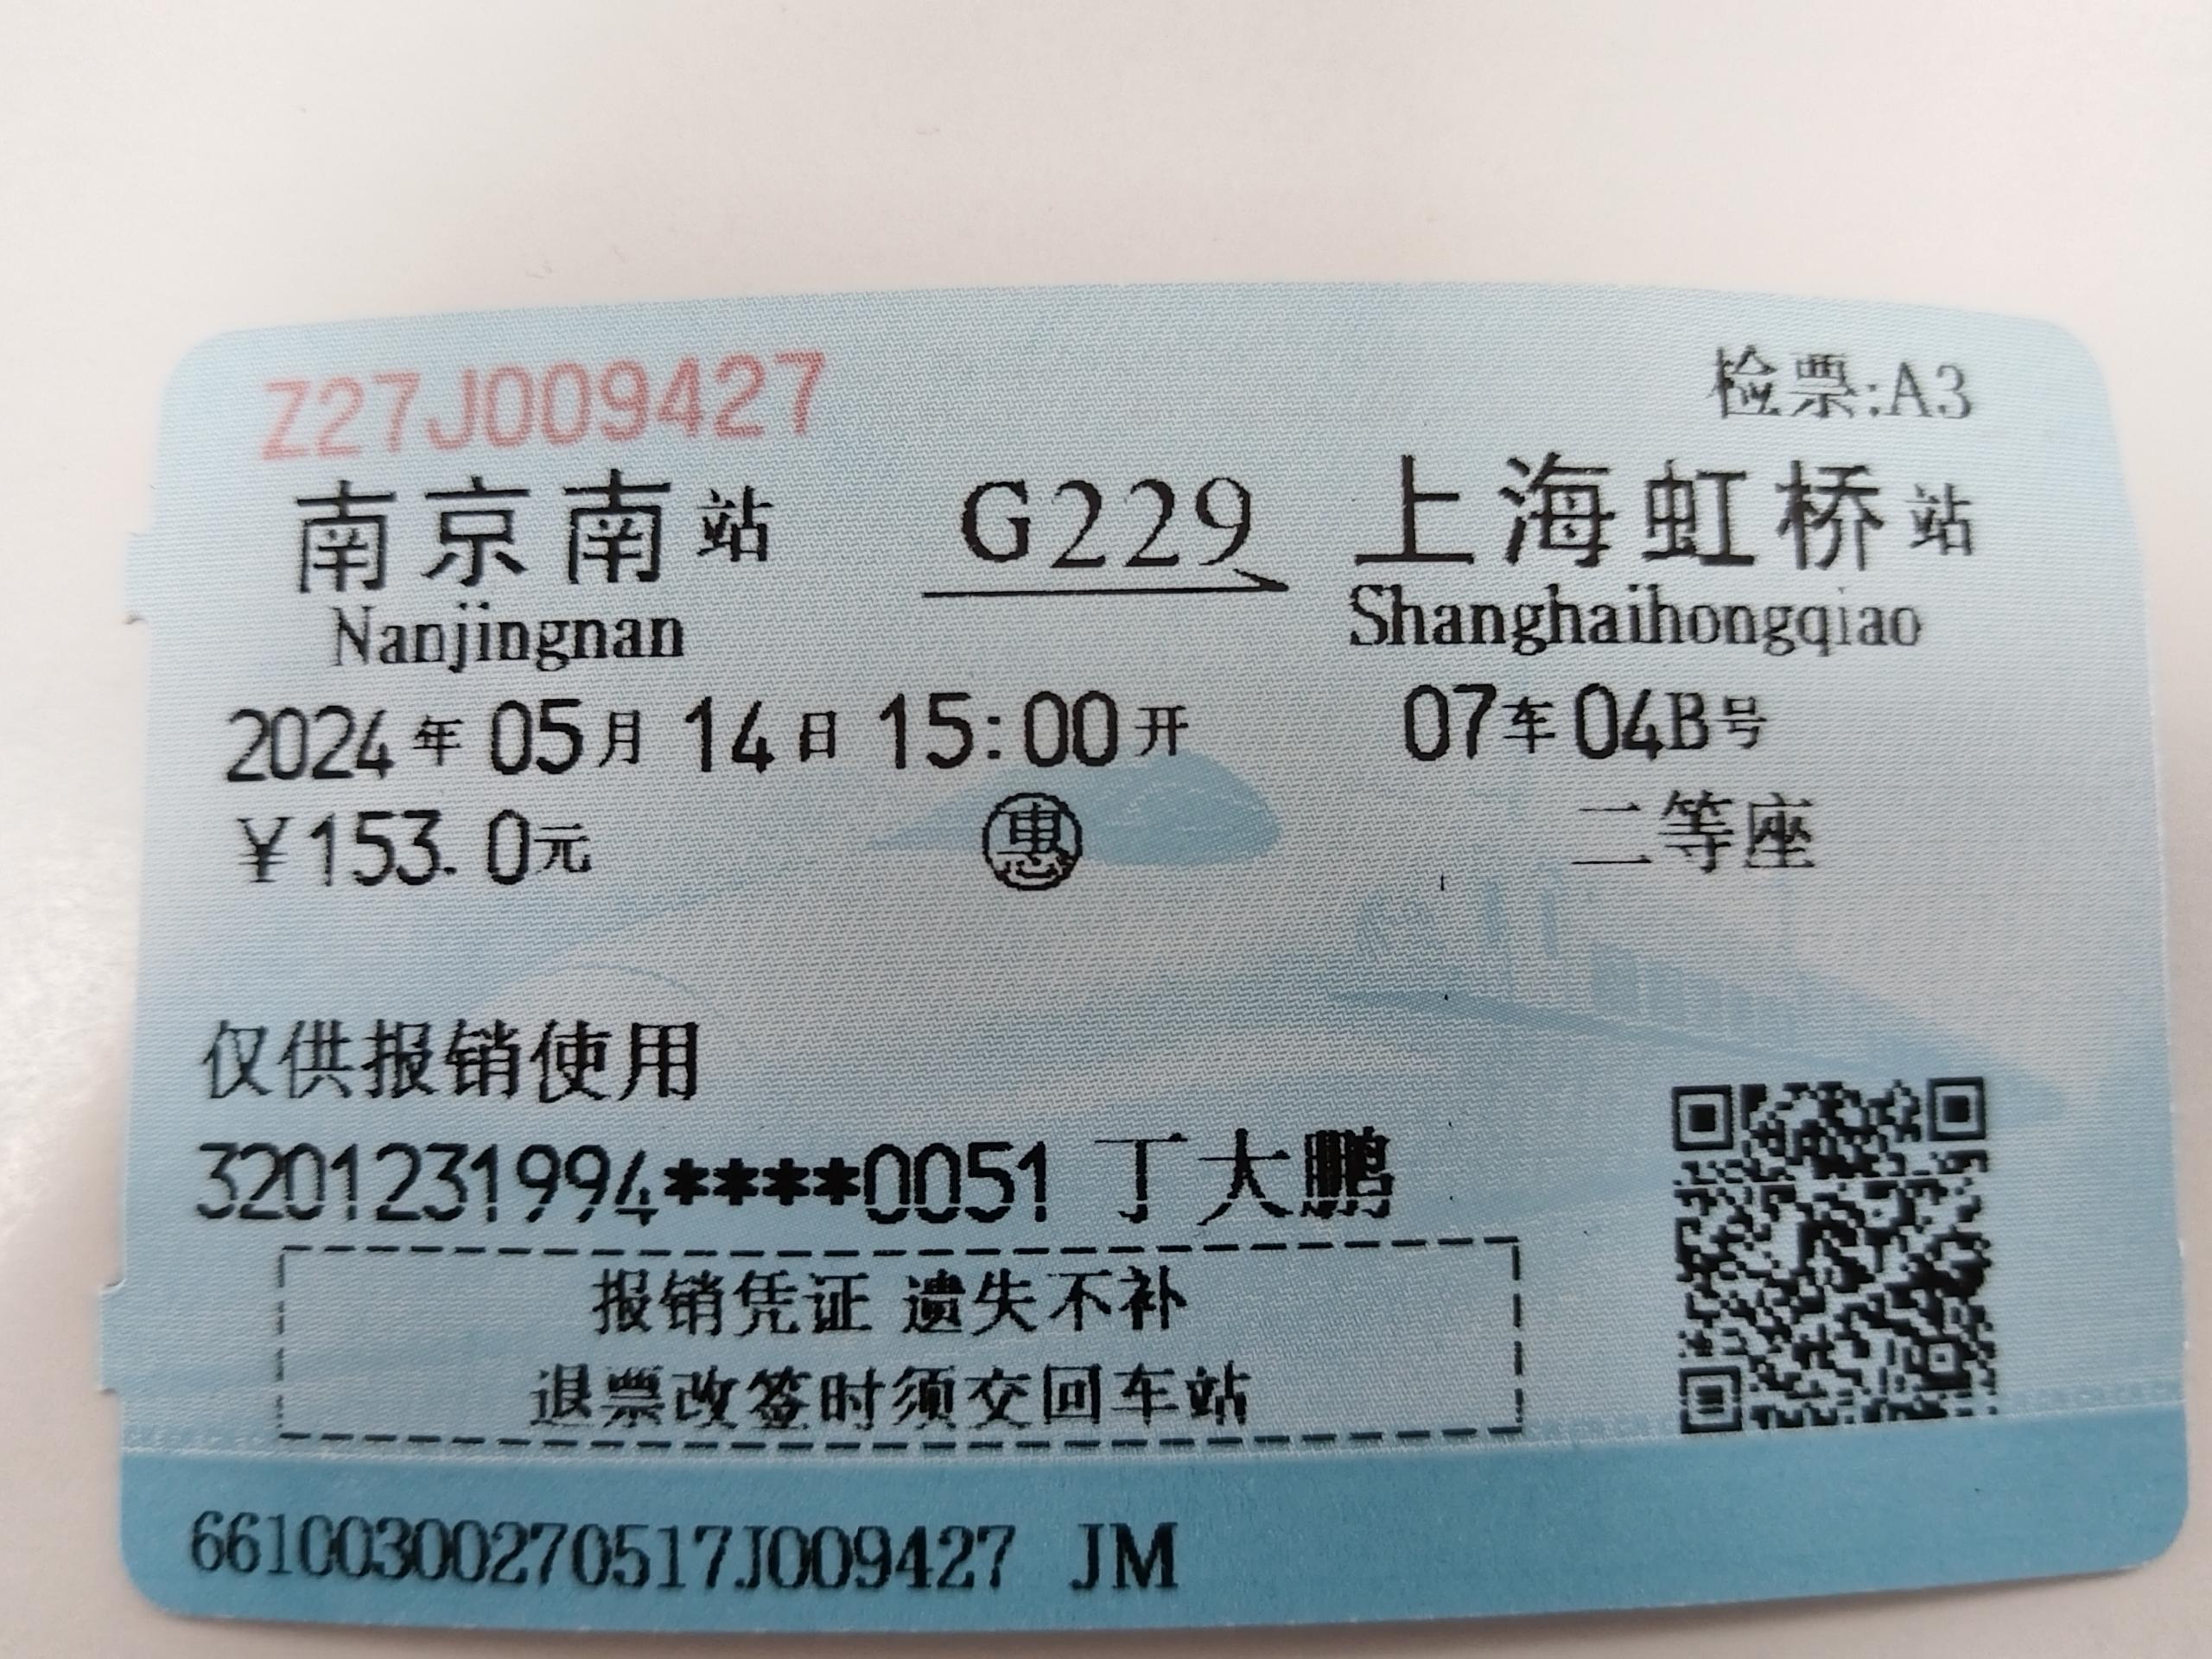 Z27J009427 检票:A3
南京南站 G229 上海虹桥站
Nanjingnan Shanghaihongqiao
2024年05月14日15:00开 07车04B号
¥153.0元 惠 二等座
仅供报销使用
3201231994****0051 丁大鹏
报销凭证 遗失不补
退票改签时须交回车站
66100300270517J009427 JM